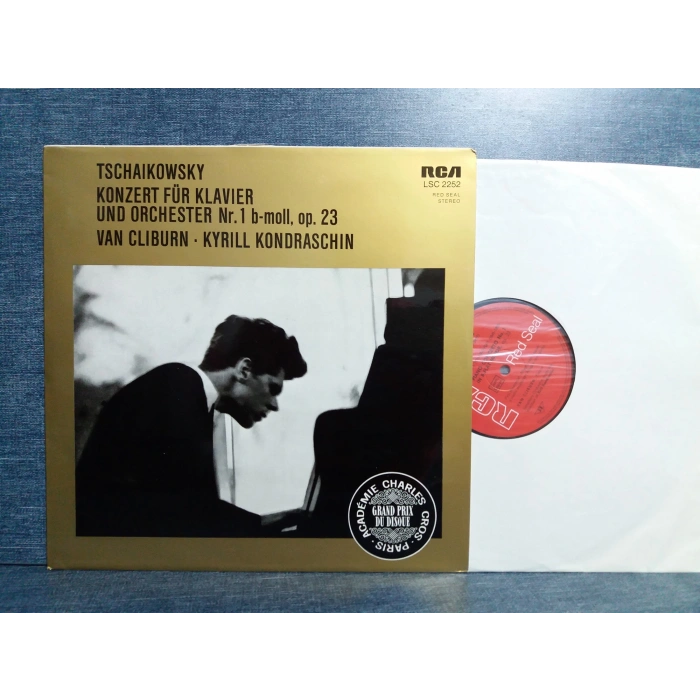 TSCHAIKOWSKY
KONZERT FÜR KLAVIER
UND ORCHESTER Nr. 1 b-moll, op. 23
VAN CLIBURN · KYRILL KONDRASCHIN
RCA
LSC 2252
RED SEAL
STEREO
ACADÉMIE CHARLES CROS · PARIS ·
GRAND PRIX
DU DISQUE
RCA Red Seal